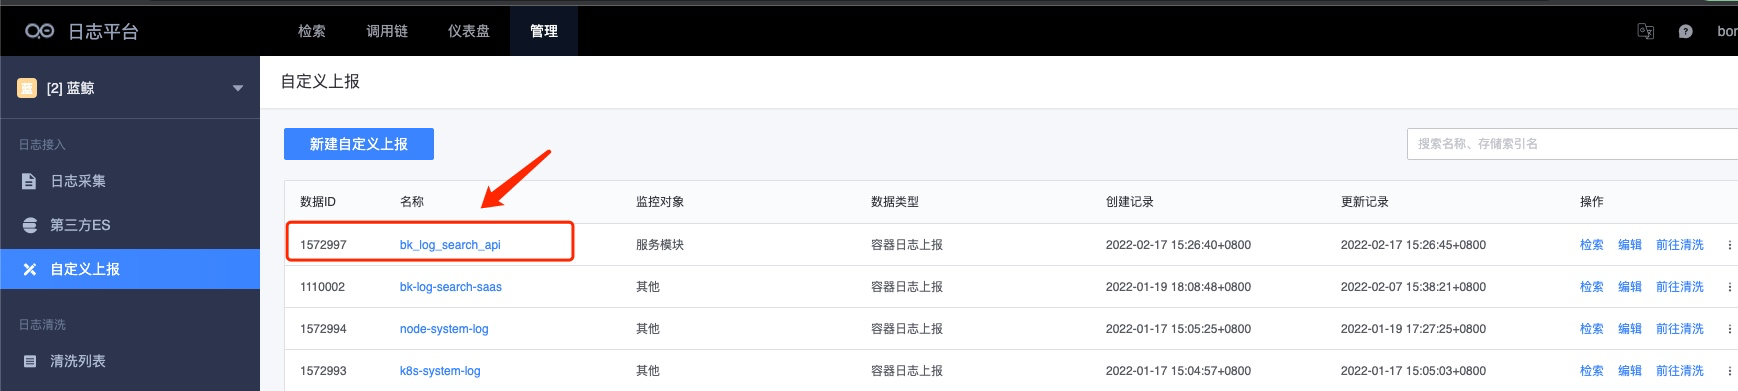 日志平台 检索 调用链 仪表盘 管理 bor
蓝 [2] 蓝鲸
自定义上报
日志接入
新建自定义上报
搜索名称、存储索引名
日志采集
第三方ES
自定义上报
日志清洗
清洗列表
数据ID 名称 监控对象 数据类型 创建记录 更新记录 操作
1572997 bk_log_search_api 服务模块 容器日志上报 2022-02-17 15:26:40+0800 2022-02-17 15:26:45+0800 检索 编辑 前往清洗
1110002 bk-log-search-saas 其他 容器日志上报 2022-01-19 18:08:48+0800 2022-02-07 15:38:21+0800 检索 编辑 前往清洗
1572994 node-system-log 其他 容器日志上报 2022-01-17 15:05:25+0800 2022-01-19 17:27:25+0800 检索 编辑 前往清洗
1572993 k8s-system-log 其他 容器日志上报 2022-01-17 15:04:57+0800 2022-01-17 15:05:03+0800 检索 编辑 前往清洗